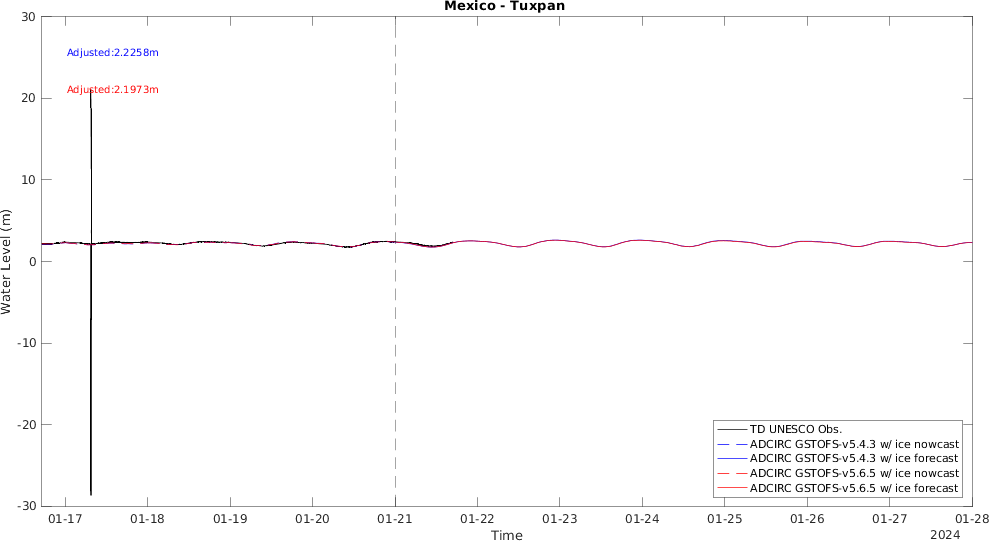 Mexico - Tuxpan
30
20
10
0
-10
-20
-30
Water Level (m)
Adjusted:2.2258m
Adjusted:2.1973m
TD UNESCO Obs.
ADCIRC GSTOFS-v5.4.3 w/ ice nowcast
ADCIRC GSTOFS-v5.4.3 w/ ice forecast
ADCIRC GSTOFS-v5.6.5 w/ ice nowcast
ADCIRC GSTOFS-v5.6.5 w/ ice forecast
01-17 01-18 01-19 01-20 01-21 01-22 01-23 01-24 01-25 01-26 01-27 01-28
Time
2024